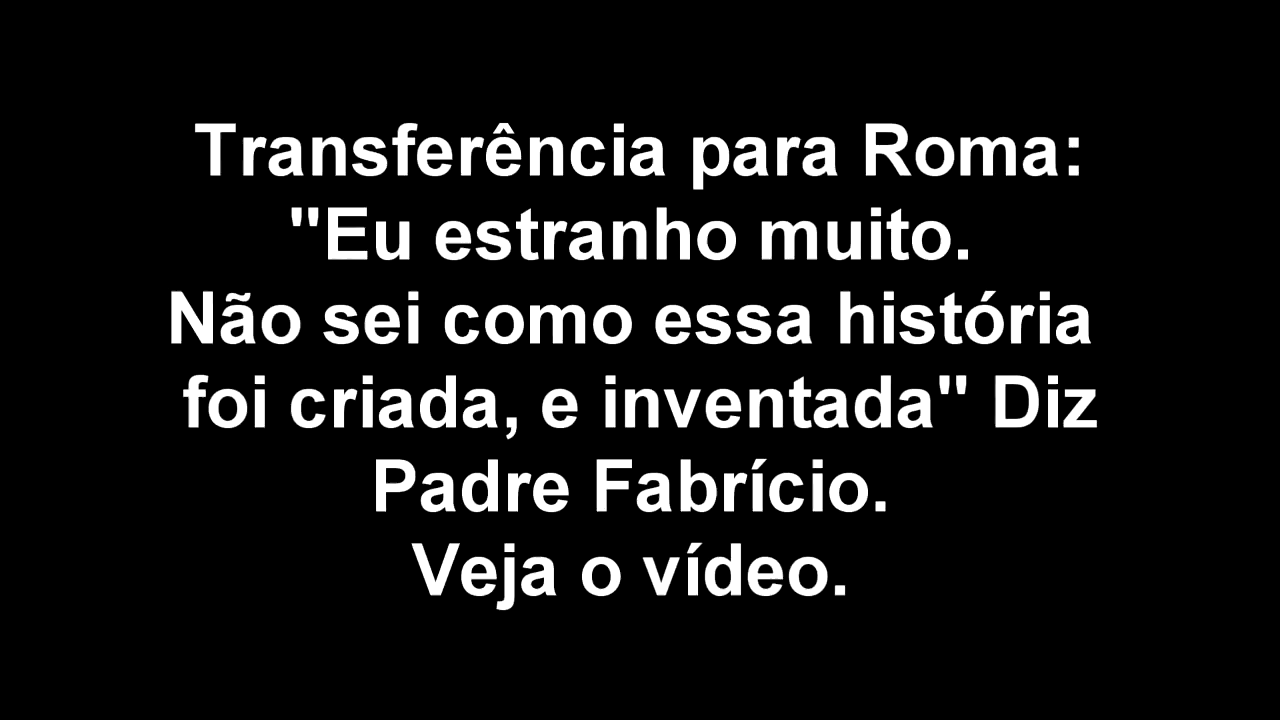 Transferência para Roma:
"Eu estranho muito.
Não sei como essa história
foi criada, e inventada" Diz
Padre Fabrício.
Veja o vídeo.